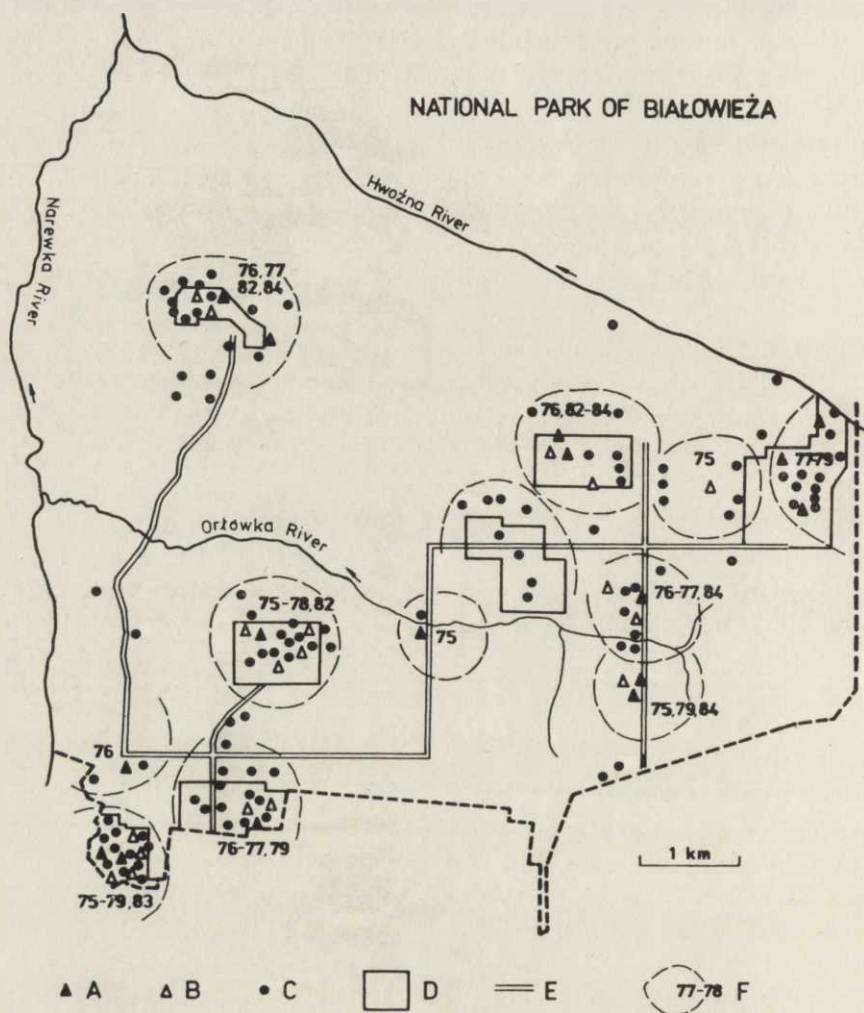 NATIONAL PARK OF BIAŁOWIEŻA
Hwoźna River
Narewka River
76,77
82,84
76,82-84
75
77-79
Orłówka River
75-78,82
75
76-77,84
75,79,84
76
76-77,79
75-79,83
1 km
A B C D E 77-78 F